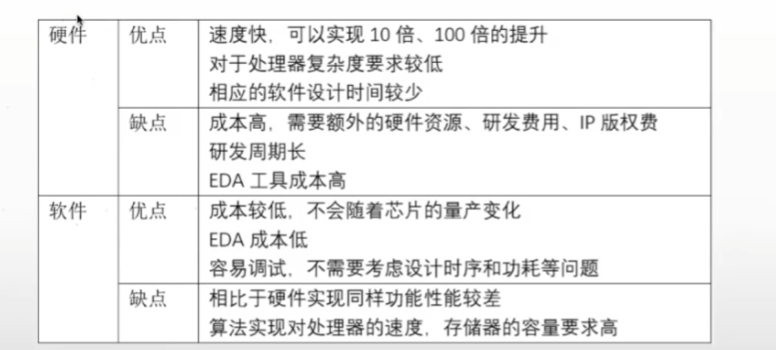 硬件 优点 速度快，可以实现 10 倍、100 倍的提升
对于处理器复杂度要求较低
相应的软件设计时间较少
缺点 成本高，需要额外的硬件资源、研发费用、IP 版权费
研发周期长
EDA 工具成本高
软件 优点 成本较低，不会随着芯片的量产变化
EDA 成本低
容易调试，不需要考虑设计时序和功耗等问题
缺点 相比于硬件实现同样功能性能较差
算法实现对处理器的速度，存储器的容量要求高